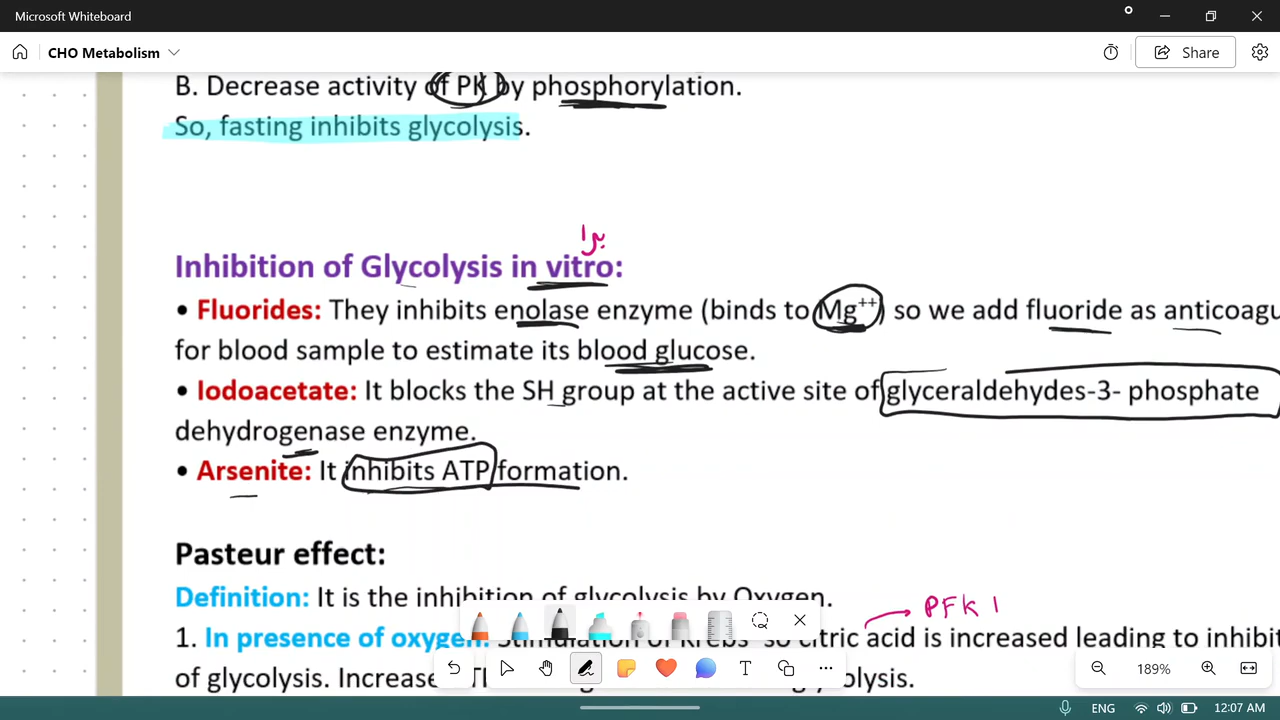 Microsoft Whiteboard
CHO Metabolism
Share
B. Decrease activity of PK by phosphorylation.
So, fasting inhibits glycolysis.
برا
Inhibition of Glycolysis in vitro:
• Fluorides: They inhibits enolase enzyme (binds to Mg++) so we add fluoride as anticoagu
for blood sample to estimate its blood glucose.
• Iodoacetate: It blocks the SH group at the active site of glyceraldehydes-3- phosphate
dehydrogenase enzyme.
• Arsenite: It inhibits ATP formation.
Pasteur effect:
Definition: It is the inhibition of glycolysis by Oxygen.
PFK 1
1. In presence of oxygen: Stimulation of Krebs' so citric acid is increased leading to inhibit
of glycolysis. Increase
189%
ENG
12:07 AM